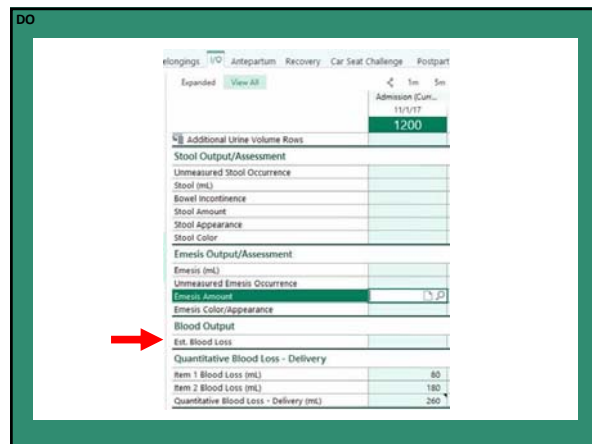 DO
elongings I/O Antepartum Recovery Car Seat Challenge Postpart
Expanded View All 1m 5m
Admission (Curr...
11/1/17
1200
Additional Urine Volume Rows
Stool Output/Assessment
Unmeasured Stool Occurrence
Stool (mL)
Bowel Incontinence
Stool Amount
Stool Appearance
Stool Color
Emesis Output/Assessment
Emesis (mL)
Unmeasured Emesis Occurrence
Emesis Amount
Emesis Color/Appearance
Blood Output
Est. Blood Loss
Quantitative Blood Loss - Delivery
Item 1 Blood Loss (mL) 80
Item 2 Blood Loss (mL) 180
Quantitative Blood Loss - Delivery (mL) 260